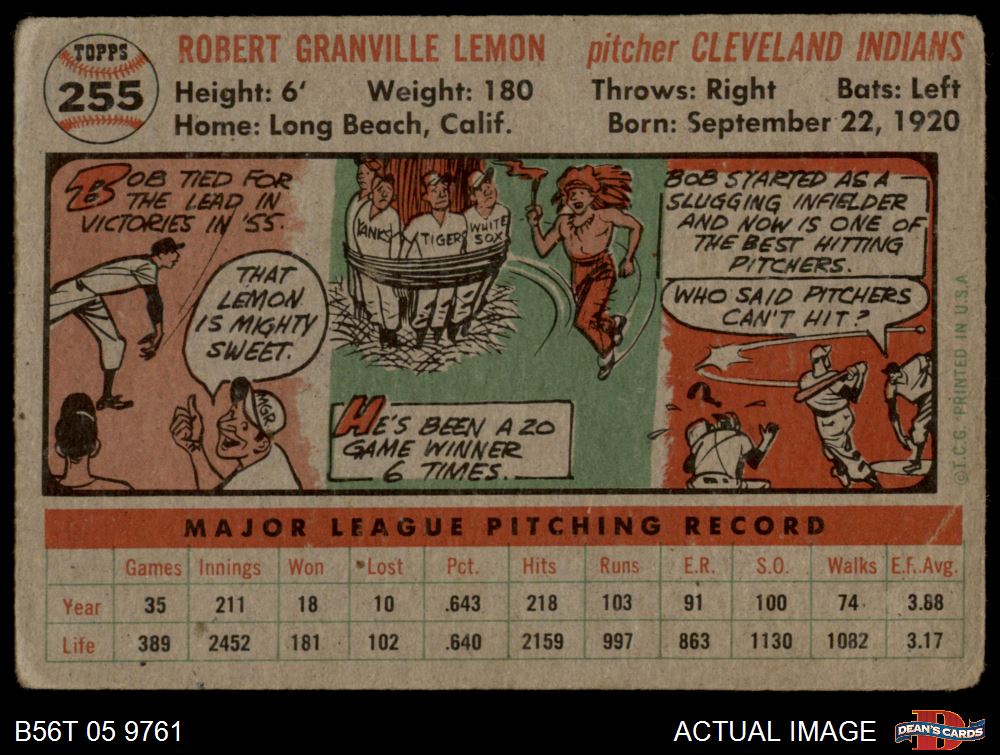 TOPPS
255
ROBERT GRANVILLE LEMON
pitcher CLEVELAND INDIANS
Height: 6' Weight: 180 Throws: Right Bats: Left
Home: Long Beach, Calif. Born: September 22, 1920
BOB TIED FOR
THE LEAD IN
VICTORIES IN '55.
THAT
LEMON
IS MIGHTY
SWEET.
MGR
YANKS
TIGERS
WHITE
SOX
HE'S BEEN A 20
GAME WINNER
6 TIMES.
BOB STARTED AS A
SLUGGING INFIELDER
AND NOW IS ONE OF
THE BEST HITTING
PITCHERS.
WHO SAID PITCHERS
CAN'T HIT?
?
© T.C.G. PRINTED IN U.S.A
MAJOR LEAGUE PITCHING RECORD
Games Innings Won Lost Pct. Hits Runs E.R. S.O. Walks E.F. Avg.
Year 35 211 18 10 .643 218 103 91 100 74 3.88
Life 389 2452 181 102 .640 2159 997 863 1130 1082 3.17
B56T 05 9761
ACTUAL IMAGE
D
DEAN'S CARDS